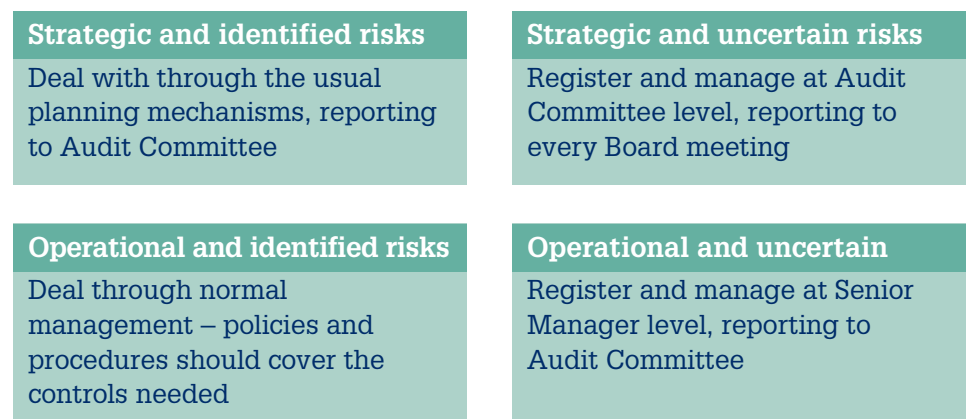 Strategic and identified risks
Deal with through the usual
planning mechanisms, reporting
to Audit Committee
Strategic and uncertain risks
Register and manage at Audit
Committee level, reporting to
every Board meeting
Operational and identified risks
Deal through normal
management – policies and
procedures should cover the
controls needed
Operational and uncertain
Register and manage at Senior
Manager level, reporting to
Audit Committee